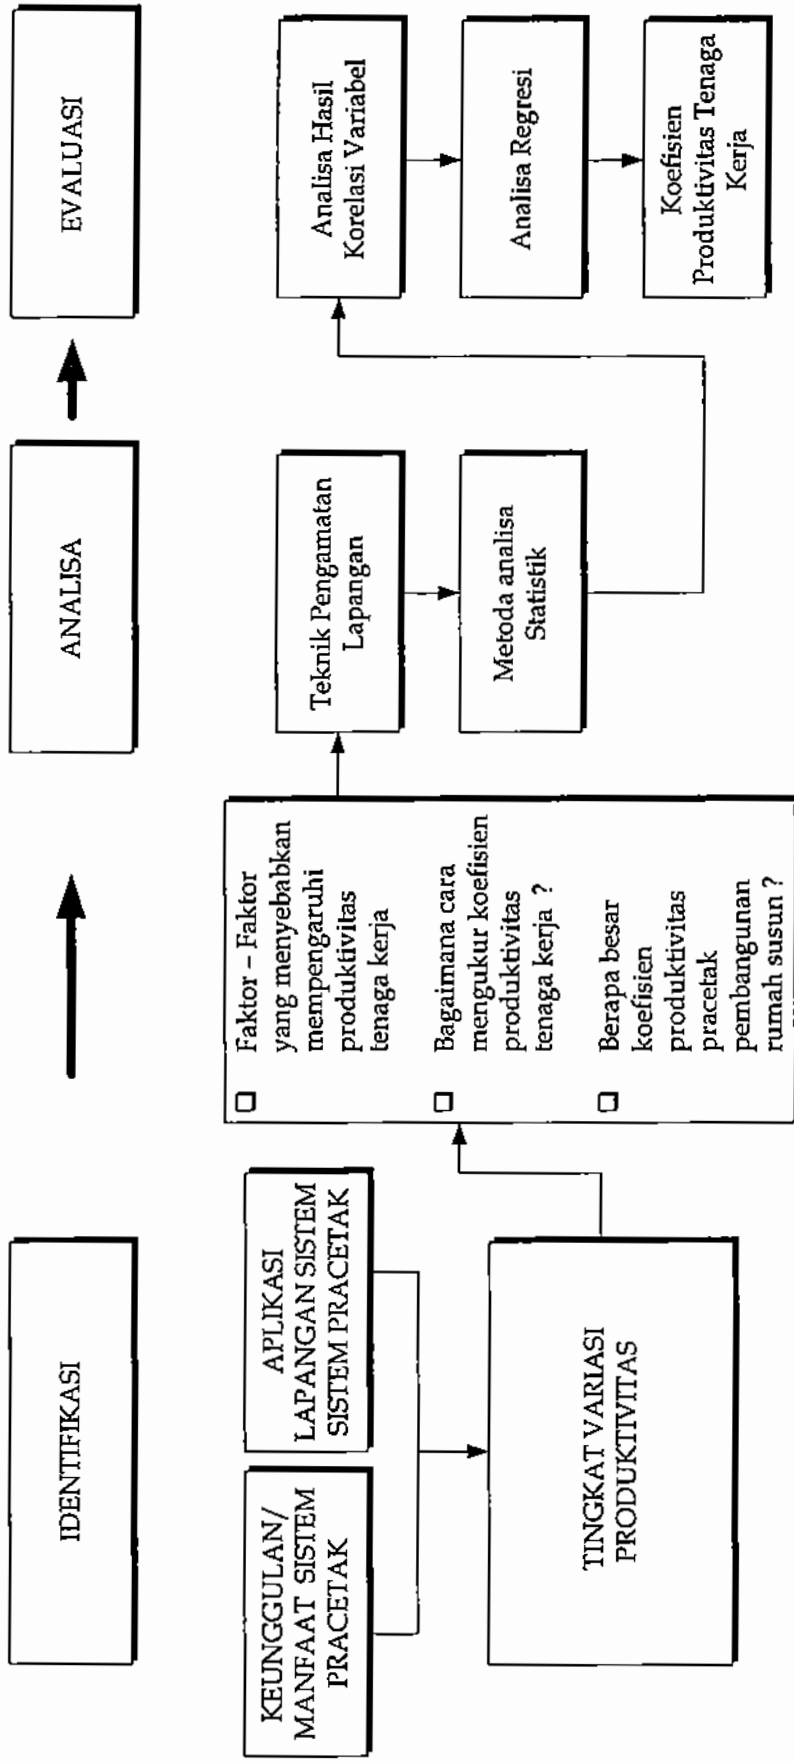 IDENTIFIKASI
ANALISA
EVALUASI
KEUNGGULAN/
MANFAAT SISTEM
PRACETAK
APLIKASI
LAPANGAN SISTEM
SISTEM PRACETAK
TINGKAT VARIASI
PRODUKTIVITAS
❑ Faktor – Faktor
yang menyebabkan
mempengaruhi
produktivitas
tenaga kerja
❑ Bagaimana cara
mengukur koefisien
produktivitas
tenaga kerja ?
❑ Berapa besar
koefisien
produktivitas
pracetak
pembangunan
rumah susun ?
Teknik Pengamatan
Lapangan
Metoda analisa
Statistik
Analisa Hasil
Korelasi Variabel
Analisa Regresi
Koefisien
Produktivitas Tenaga
Kerja